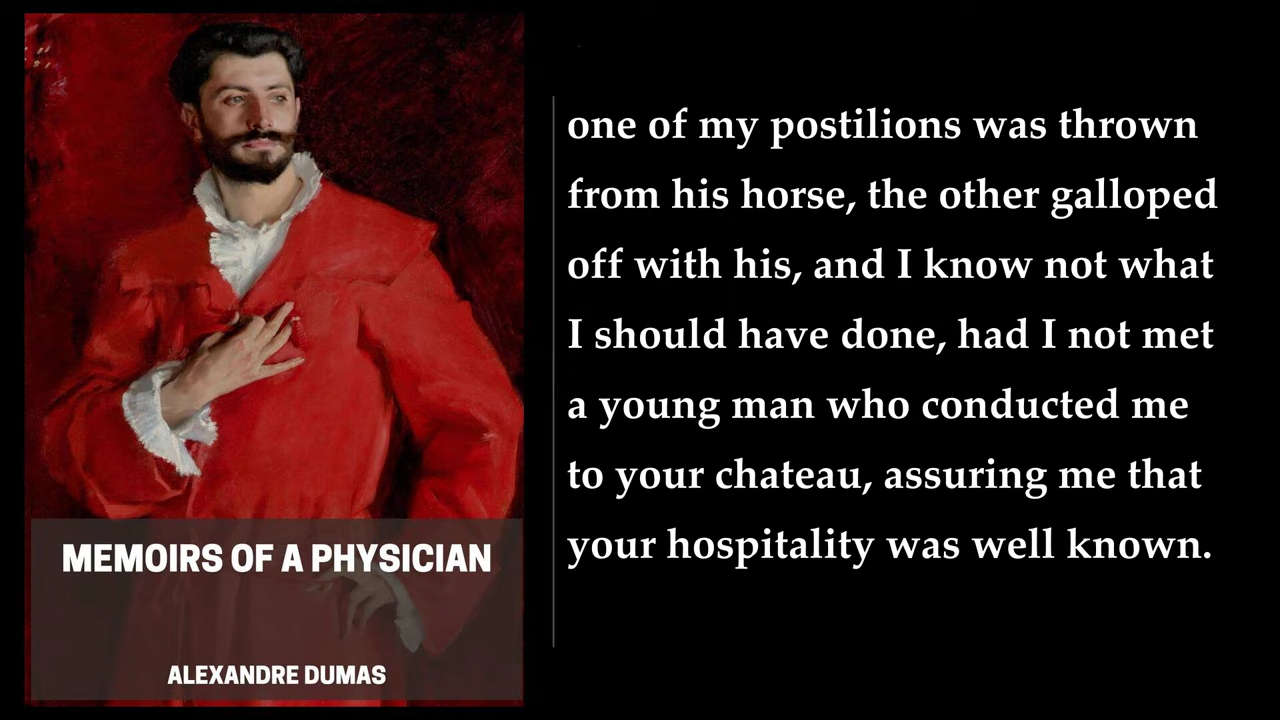 MEMOIRS OF A PHYSICIAN
ALEXANDRE DUMAS
one of my postilions was thrown
from his horse, the other galloped
off with his, and I know not what
I should have done, had I not met
a young man who conducted me
to your chateau, assuring me that
your hospitality was well known.